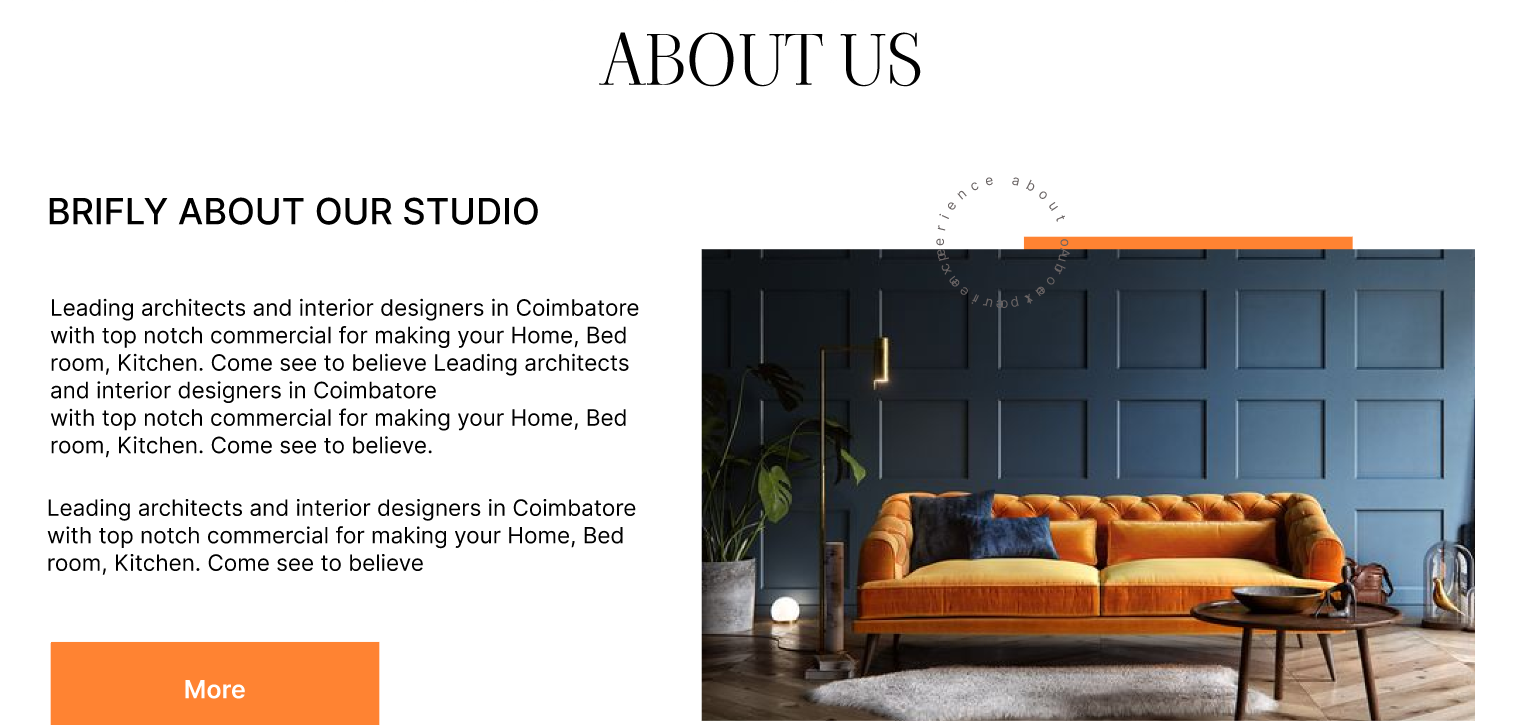 ABOUT US
BRIFLY ABOUT OUR STUDIO
Leading architects and interior designers in Coimbatore
with top notch commercial for making your Home, Bed
room, Kitchen. Come see to believe Leading architects
and interior designers in Coimbatore
with top notch commercial for making your Home, Bed
room, Kitchen. Come see to believe.
Leading architects and interior designers in Coimbatore
with top notch commercial for making your Home, Bed
room, Kitchen. Come see to believe
More
about